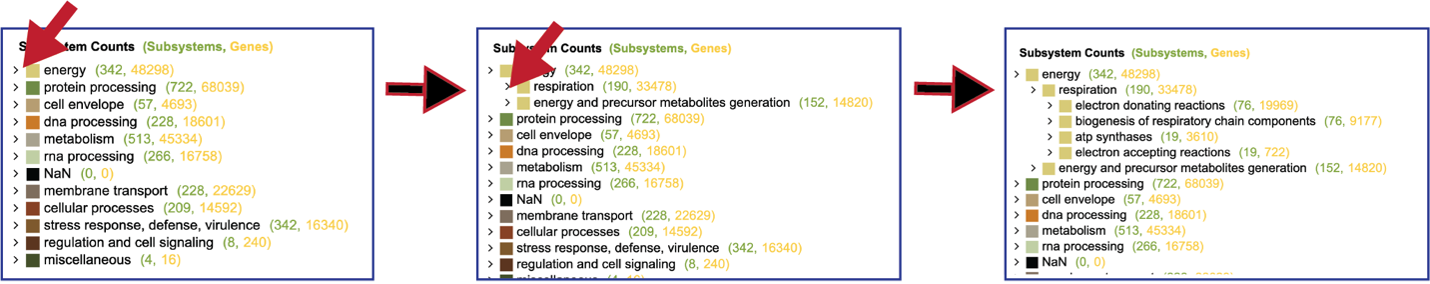 Subsystem Counts (Subsystems, Genes)
> energy (342, 48298)
> protein processing (722, 68039)
> cell envelope (57, 4693)
> dna processing (228, 18601)
> metabolism (513, 45334)
> rna processing (266, 16758)
> NaN (0, 0)
> membrane transport (228, 22629)
> cellular processes (209, 14592)
> stress response, defense, virulence (342, 16340)
> regulation and cell signaling (8, 240)
> miscellaneous (4, 16)
Subsystem Counts (Subsystems, Genes)
> energy (342, 48298)
> respiration (190, 33478)
> energy and precursor metabolites generation (152, 14820)
> protein processing (722, 68039)
> cell envelope (57, 4693)
> dna processing (228, 18601)
> metabolism (513, 45334)
> rna processing (266, 16758)
> NaN (0, 0)
> membrane transport (228, 22629)
> cellular processes (209, 14592)
> stress response, defense, virulence (342, 16340)
> regulation and cell signaling (8, 240)
Subsystem Counts (Subsystems, Genes)
> energy (342, 48298)
> respiration (190, 33478)
> electron donating reactions (76, 19969)
> biogenesis of respiratory chain components (76, 9177)
> atp synthases (19, 3610)
> electron accepting reactions (19, 722)
> energy and precursor metabolites generation (152, 14820)
> protein processing (722, 68039)
> cell envelope (57, 4693)
> dna processing (228, 18601)
> metabolism (513, 45334)
> rna processing (266, 16758)
> NaN (0, 0)